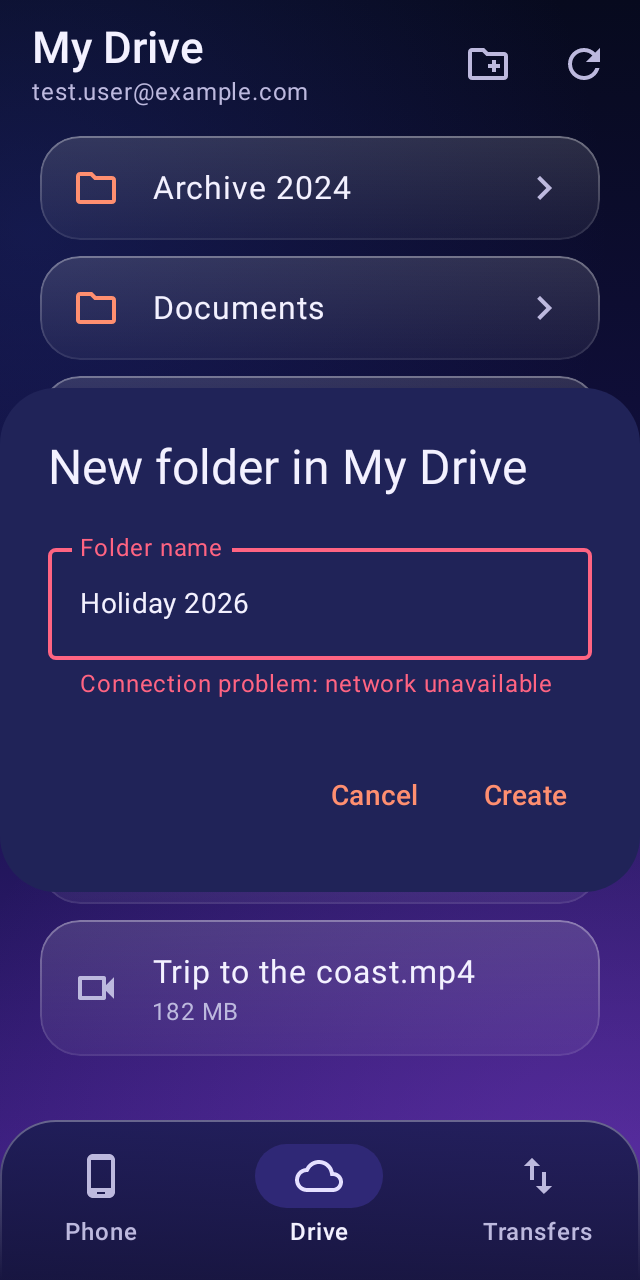 My Drive
test.user@example.com
Archive 2024
Documents
New folder in My Drive
Folder name
Holiday 2026
Connection problem: network unavailable
Cancel
Create
Trip to the coast.mp4
182 MB
Phone
Drive
Transfers